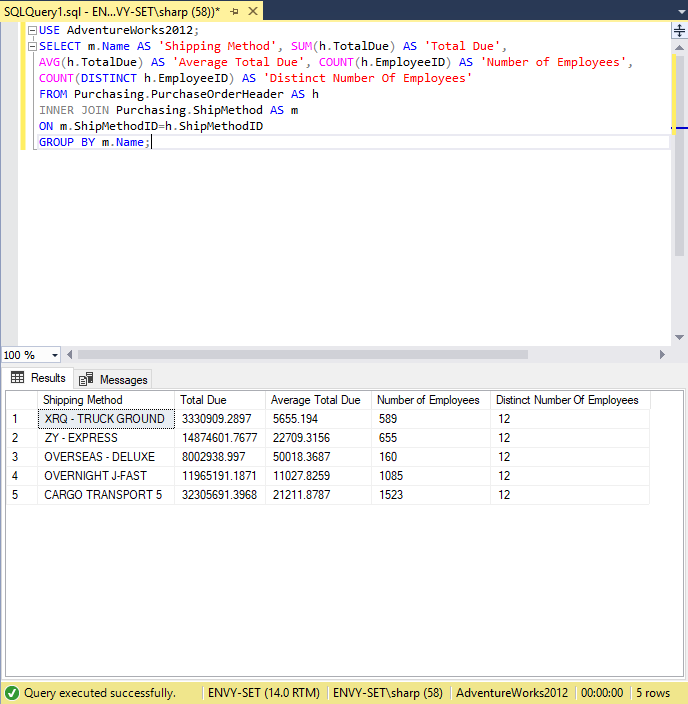 SQLQuery1.sql - EN...VY-SET\sharp (58))*
USE AdventureWorks2012;
SELECT m.Name AS 'Shipping Method', SUM(h.TotalDue) AS 'Total Due',
AVG(h.TotalDue) AS 'Average Total Due', COUNT(h.EmployeeID) AS 'Number of Employees',
COUNT(DISTINCT h.EmployeeID) AS 'Distinct Number Of Employees'
FROM Purchasing.PurchaseOrderHeader AS h
INNER JOIN Purchasing.ShipMethod AS m
ON m.ShipMethodID=h.ShipMethodID
GROUP BY m.Name;
100 %
Results Messages
Shipping Method Total Due Average Total Due Number of Employees Distinct Number Of Employees
1 XRQ - TRUCK GROUND 3330909.2897 5655.194 589 12
2 ZY - EXPRESS 14874601.7677 22709.3156 655 12
3 OVERSEAS - DELUXE 8002938.997 50018.3687 160 12
4 OVERNIGHT J-FAST 11965191.1871 11027.8259 1085 12
5 CARGO TRANSPORT 5 32305691.3968 21211.8787 1523 12
Query executed successfully. ENVY-SET (14.0 RTM) ENVY-SET\sharp (58) AdventureWorks2012 00:00:00 5 rows